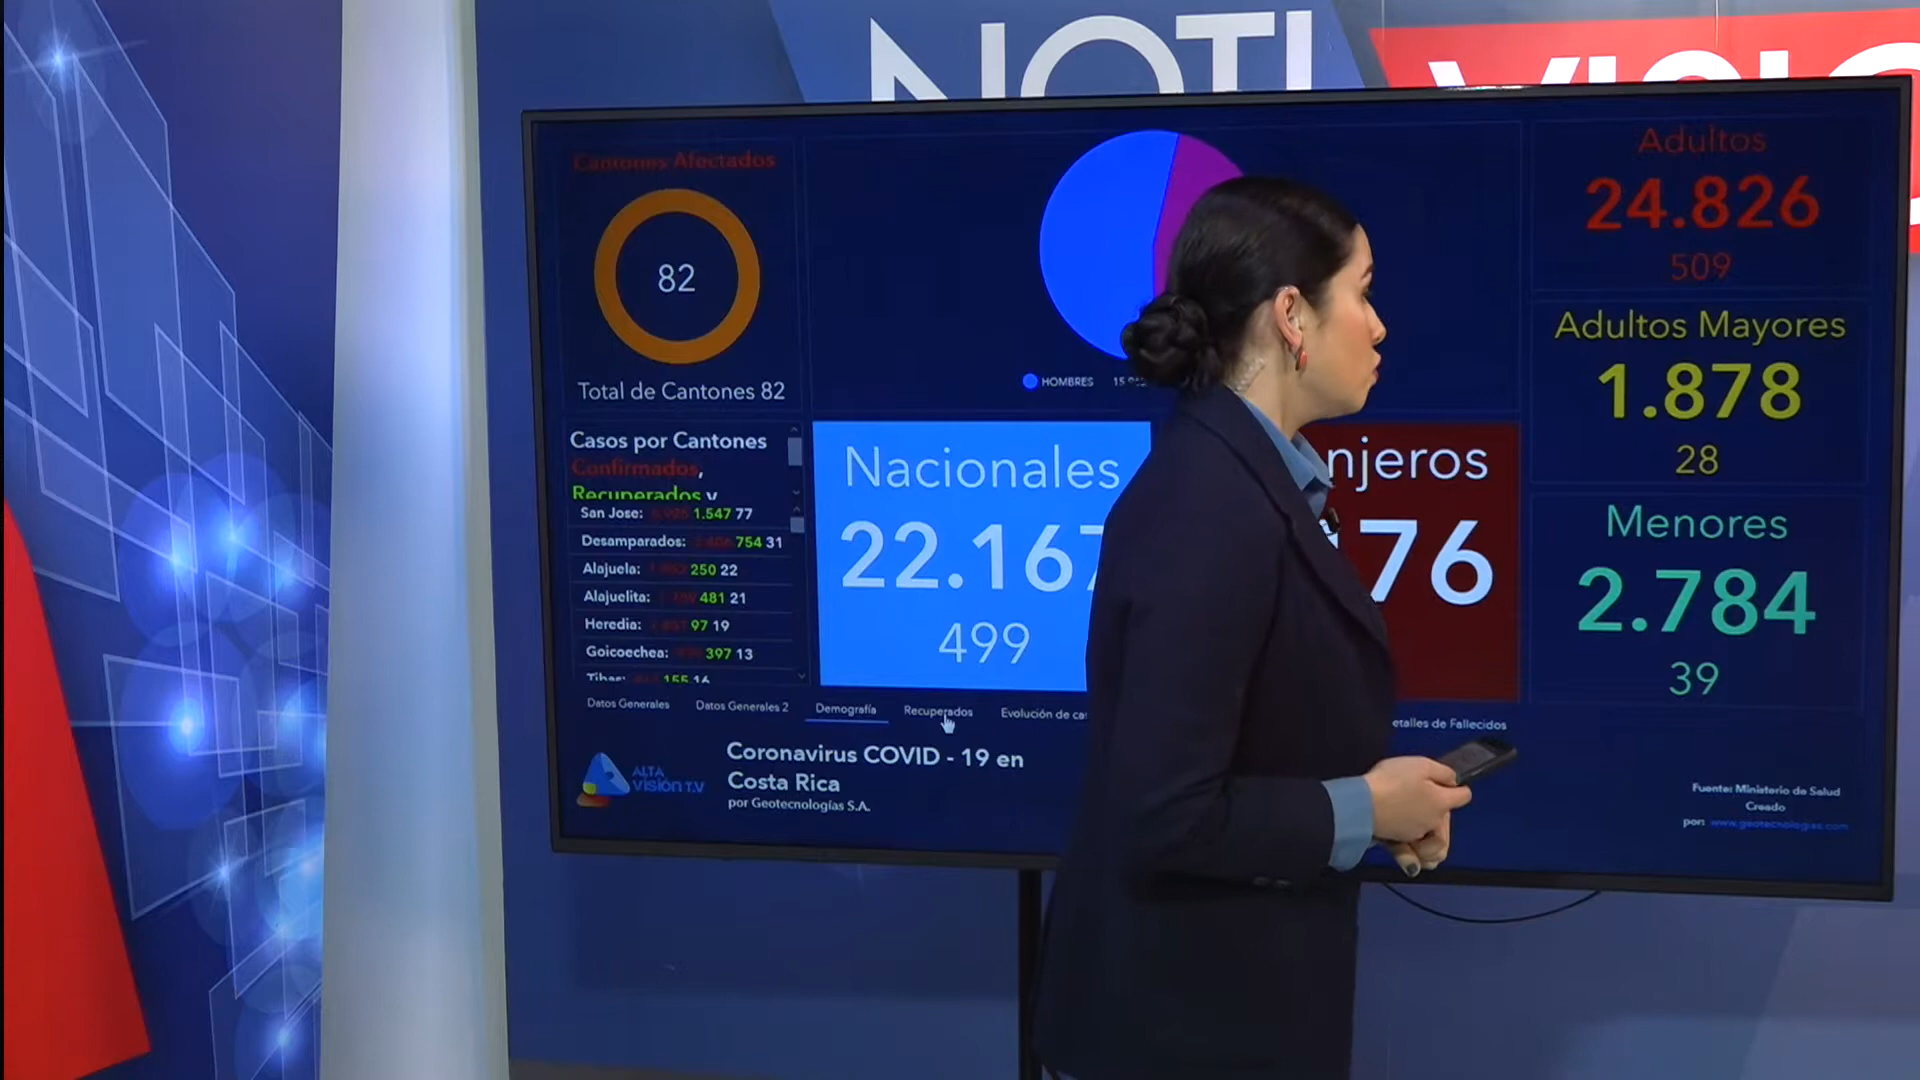 NOTI
Cantones Afectados
82
Total de Cantones 82
Casos por Cantones
Confirmados,
Recuperados y
San Jose: 1.547 77
Desamparados: 754 31
Alajuela: 250 22
Alajuelita: 481 21
Heredia: 97 19
Goicoechea: 397 13
HOMBRES
Nacionales
499
njeros
76
Adultos
24.826
509
Adultos Mayores
1.878
28
Menores
2.784
39
Datos Generales
Datos Generales 2
Demografía
Recuperados
Evolución de ca
etalles de Fallecidos
ALTA
visión T.V
Coronavirus COVID - 19 en
Costa Rica
por Geotecnologías S.A.
Fuente: Ministerio de Salud
Creado
por: www.geotecnologias.com